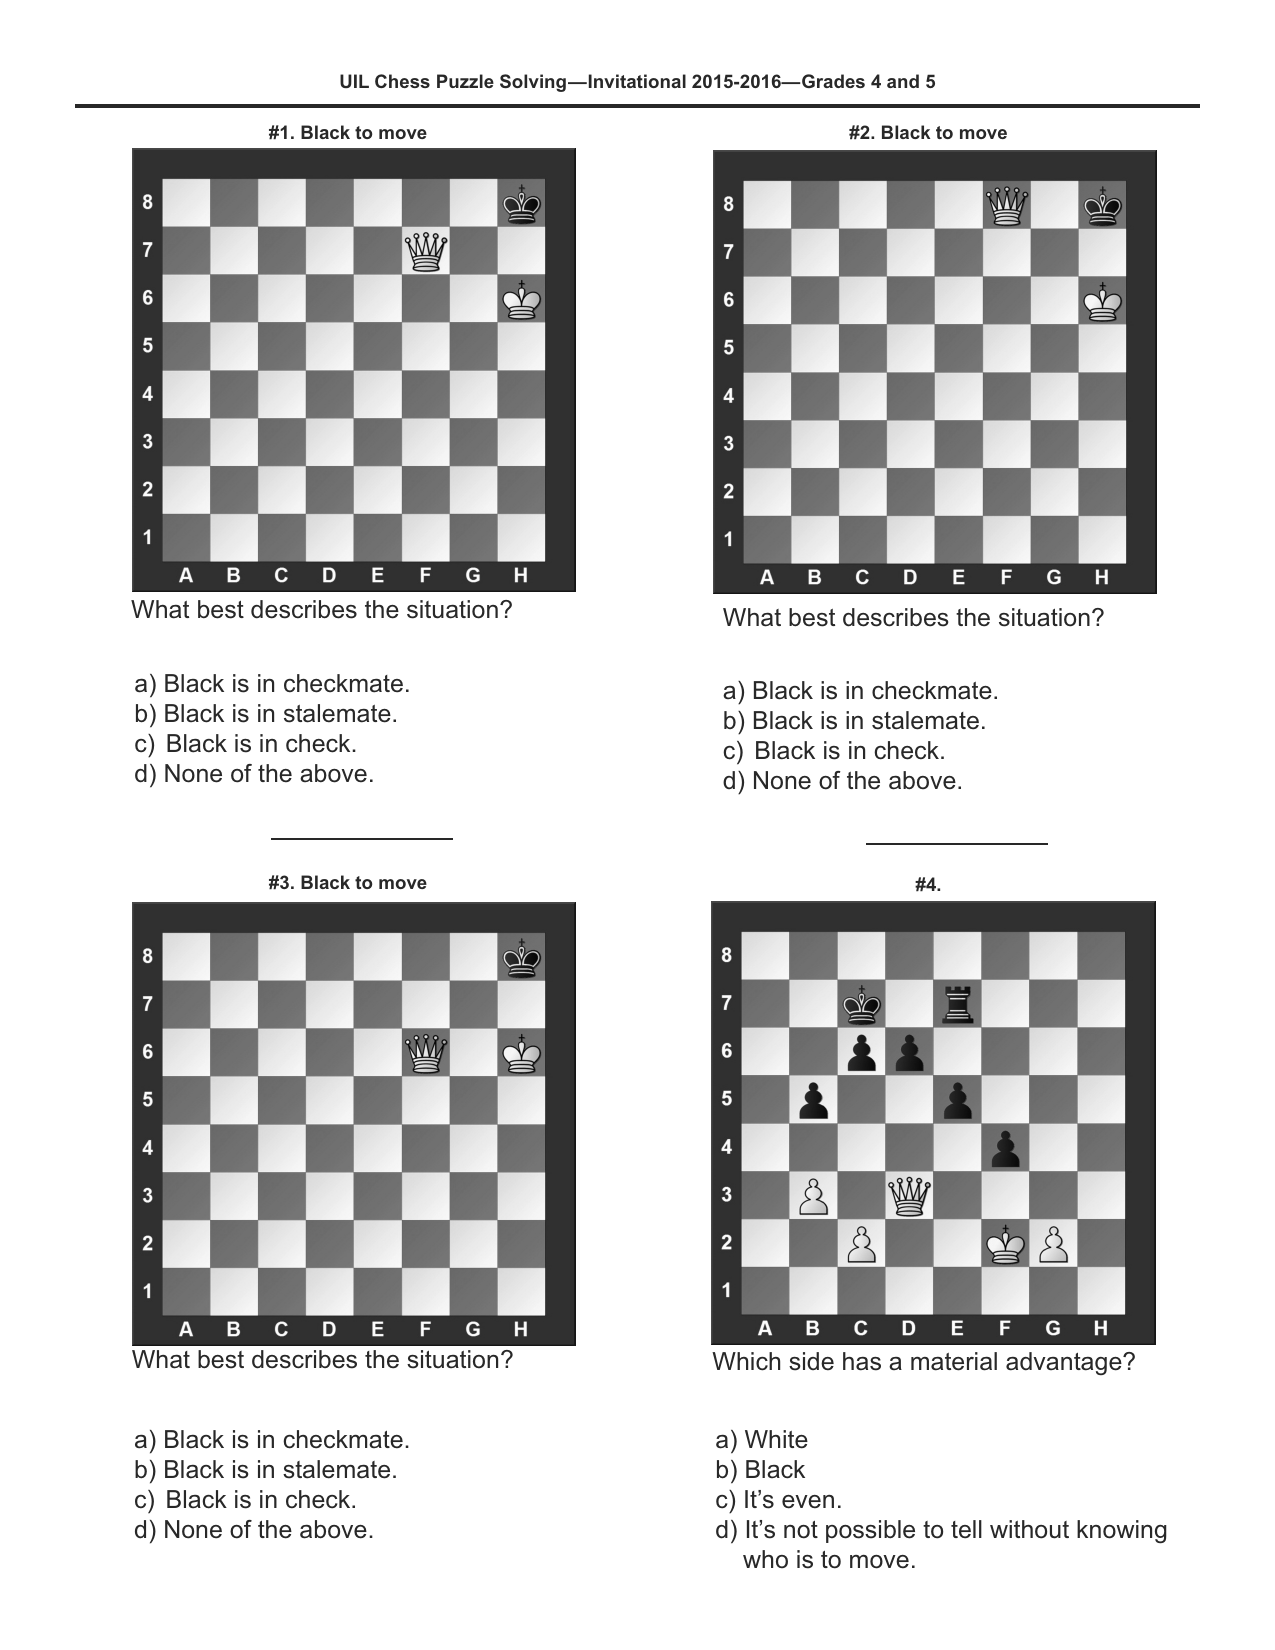 UIL Chess Puzzle Solving—Invitational 2015-2016—Grades 4 and 5
#1. Black to move
8
7
6
5
4
3
2
1
A B C D E F G H
What best describes the situation?
a) Black is in checkmate.
b) Black is in stalemate.
c) Black is in check.
d) None of the above.
#2. Black to move
8
7
6
5
4
3
2
1
A B C D E F G H
What best describes the situation?
a) Black is in checkmate.
b) Black is in stalemate.
c) Black is in check.
d) None of the above.
#3. Black to move
8
7
6
5
4
3
2
1
A B C D E F G H
What best describes the situation?
a) Black is in checkmate.
b) Black is in stalemate.
c) Black is in check.
d) None of the above.
#4.
8
7
6
5
4
3
2
1
A B C D E F G H
Which side has a material advantage?
a) White
b) Black
c) It’s even.
d) It’s not possible to tell without knowing
who is to move.